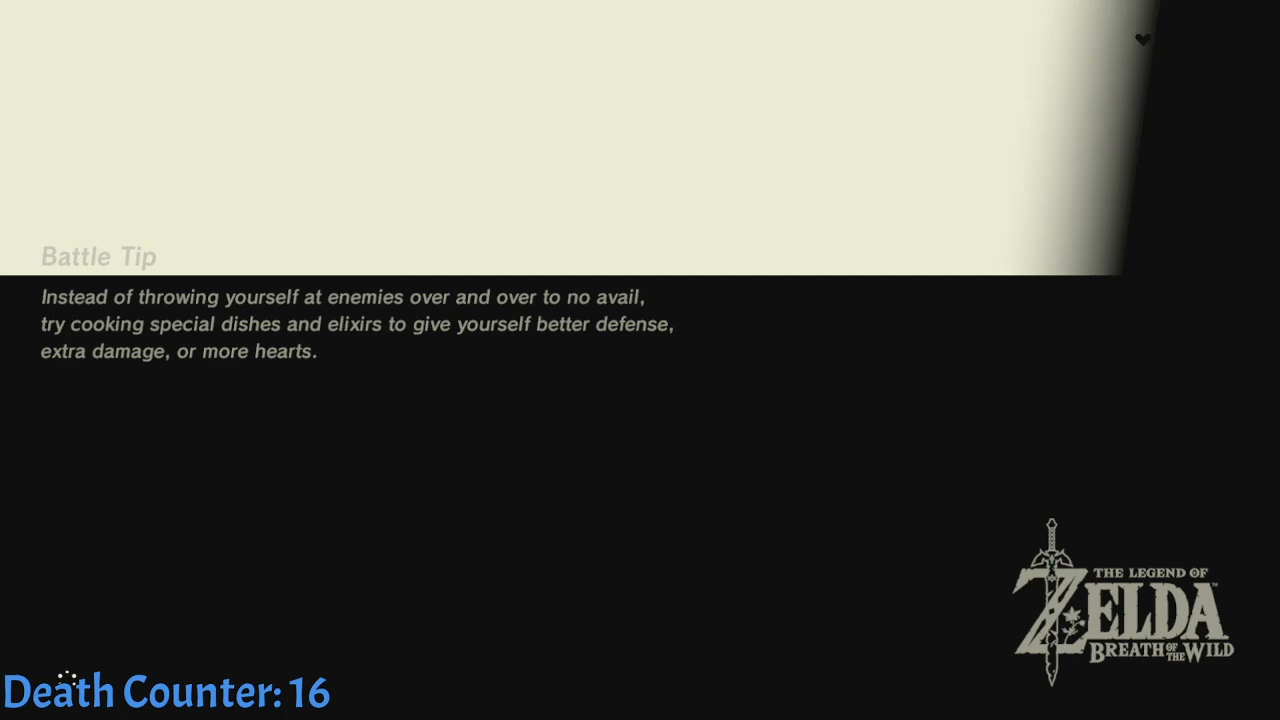 Battle Tip
Instead of throwing yourself at enemies over and over to no avail,
try cooking special dishes and elixirs to give yourself better defense,
extra damage, or more hearts.
THE LEGEND OF
ZELDA
BREATH OF THE WILD
Death Counter: 16